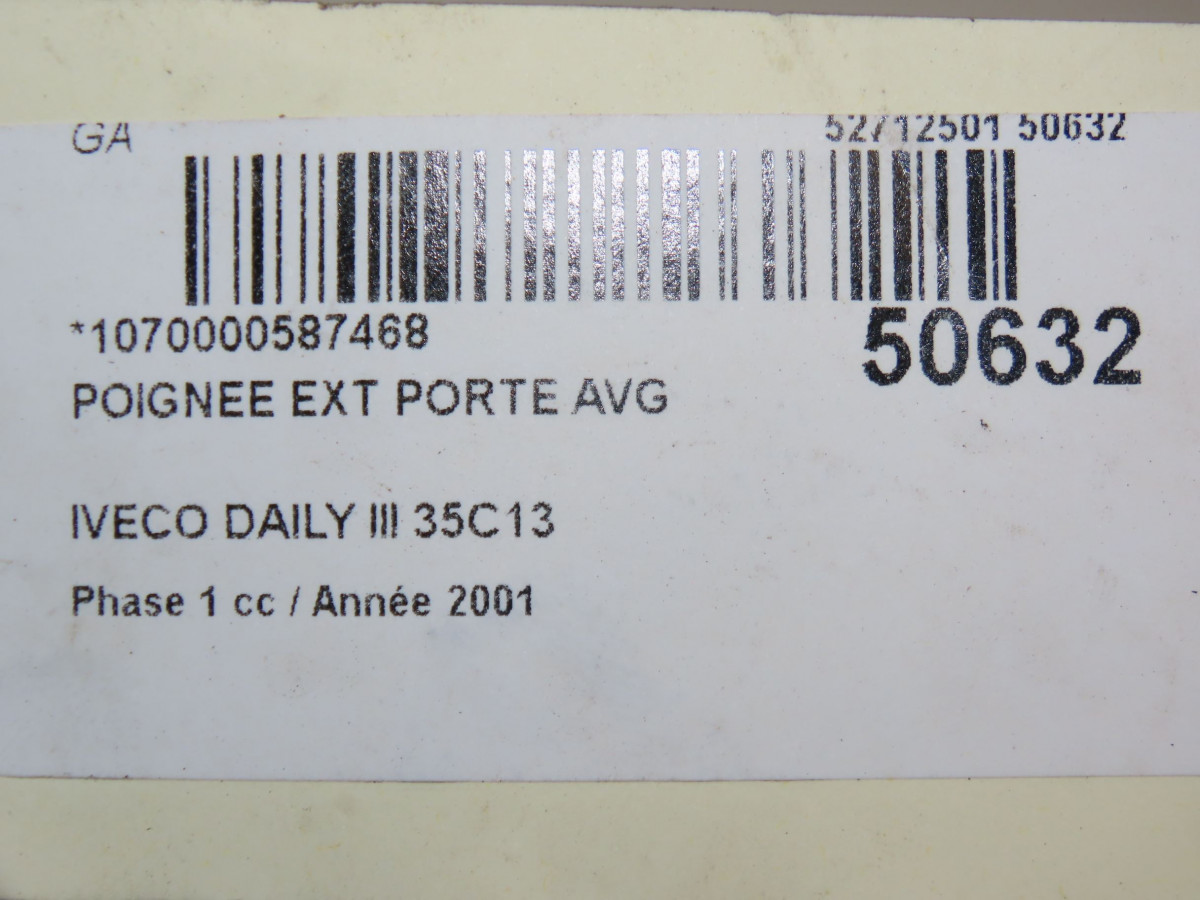 GA 52712501 50632
*1070000587468 50632
POIGNEE EXT PORTE AVG
IVECO DAILY III 35C13
Phase 1 cc / Année 2001